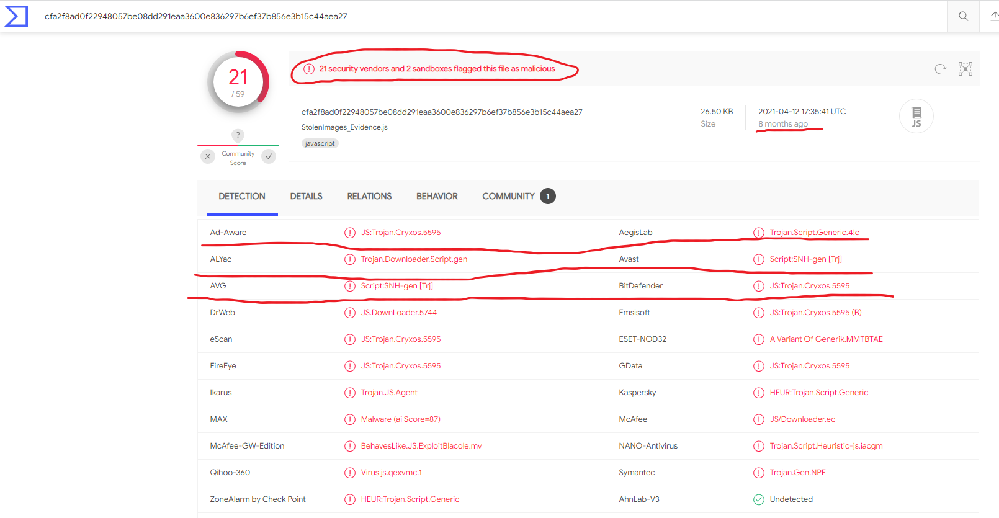 cfa2f8ad0f22948057be08dd291eaa3600e836297b6ef37b856e3b15c44aea27
21
/ 59
21 security vendors and 2 sandboxes flagged this file as malicious
cfa2f8ad0f22948057be08dd291eaa3600e836297b6ef37b856e3b15c44aea27
StolenImages_Evidence.js
javascript
26.50 KB
Size
2021-04-12 17:35:41 UTC
8 months ago
JS
?
Community
Score
DETECTION DETAILS RELATIONS BEHAVIOR COMMUNITY 1
Ad-Aware JS:Trojan.Cryxos.5595 AegisLab Trojan.Script.Generic.4!c
ALYac Trojan.Downloader.Script.gen Avast Script:SNH-gen [Trj]
AVG Script:SNH-gen [Trj] BitDefender JS:Trojan.Cryxos.5595
DrWeb JS.DownLoader.5744 Emsisoft JS:Trojan.Cryxos.5595 (B)
eScan JS:Trojan.Cryxos.5595 ESET-NOD32 A Variant Of Generik.MMTBTAE
FireEye JS:Trojan.Cryxos.5595 GData JS:Trojan.Cryxos.5595
Ikarus Trojan.JS.Agent Kaspersky HEUR:Trojan.Script.Generic
MAX Malware (ai Score=87) McAfee JS/Downloader.ec
McAfee-GW-Edition BehavesLike.JS.ExploitBlacole.mv NANO-Antivirus Trojan.Script.Heuristic-js.iacgm
Qihoo-360 Virus.js.qexvmc.1 Symantec Trojan.Gen.NPE
ZoneAlarm by Check Point HEUR:Trojan.Script.Generic AhnLab-V3 Undetected